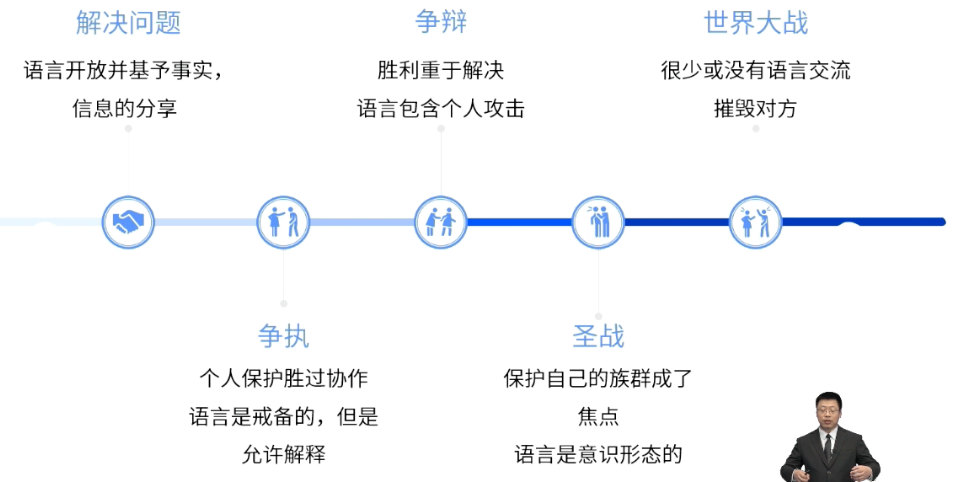 解决问题
语言开放并基予事实，
信息的分享
争执
个人保护胜过协作
语言是戒备的，但是
允许解释
争辩
胜利重于解决
语言包含个人攻击
圣战
保护自己的族群成了
焦点
语言是意识形态的
世界大战
很少或没有语言交流
摧毁对方